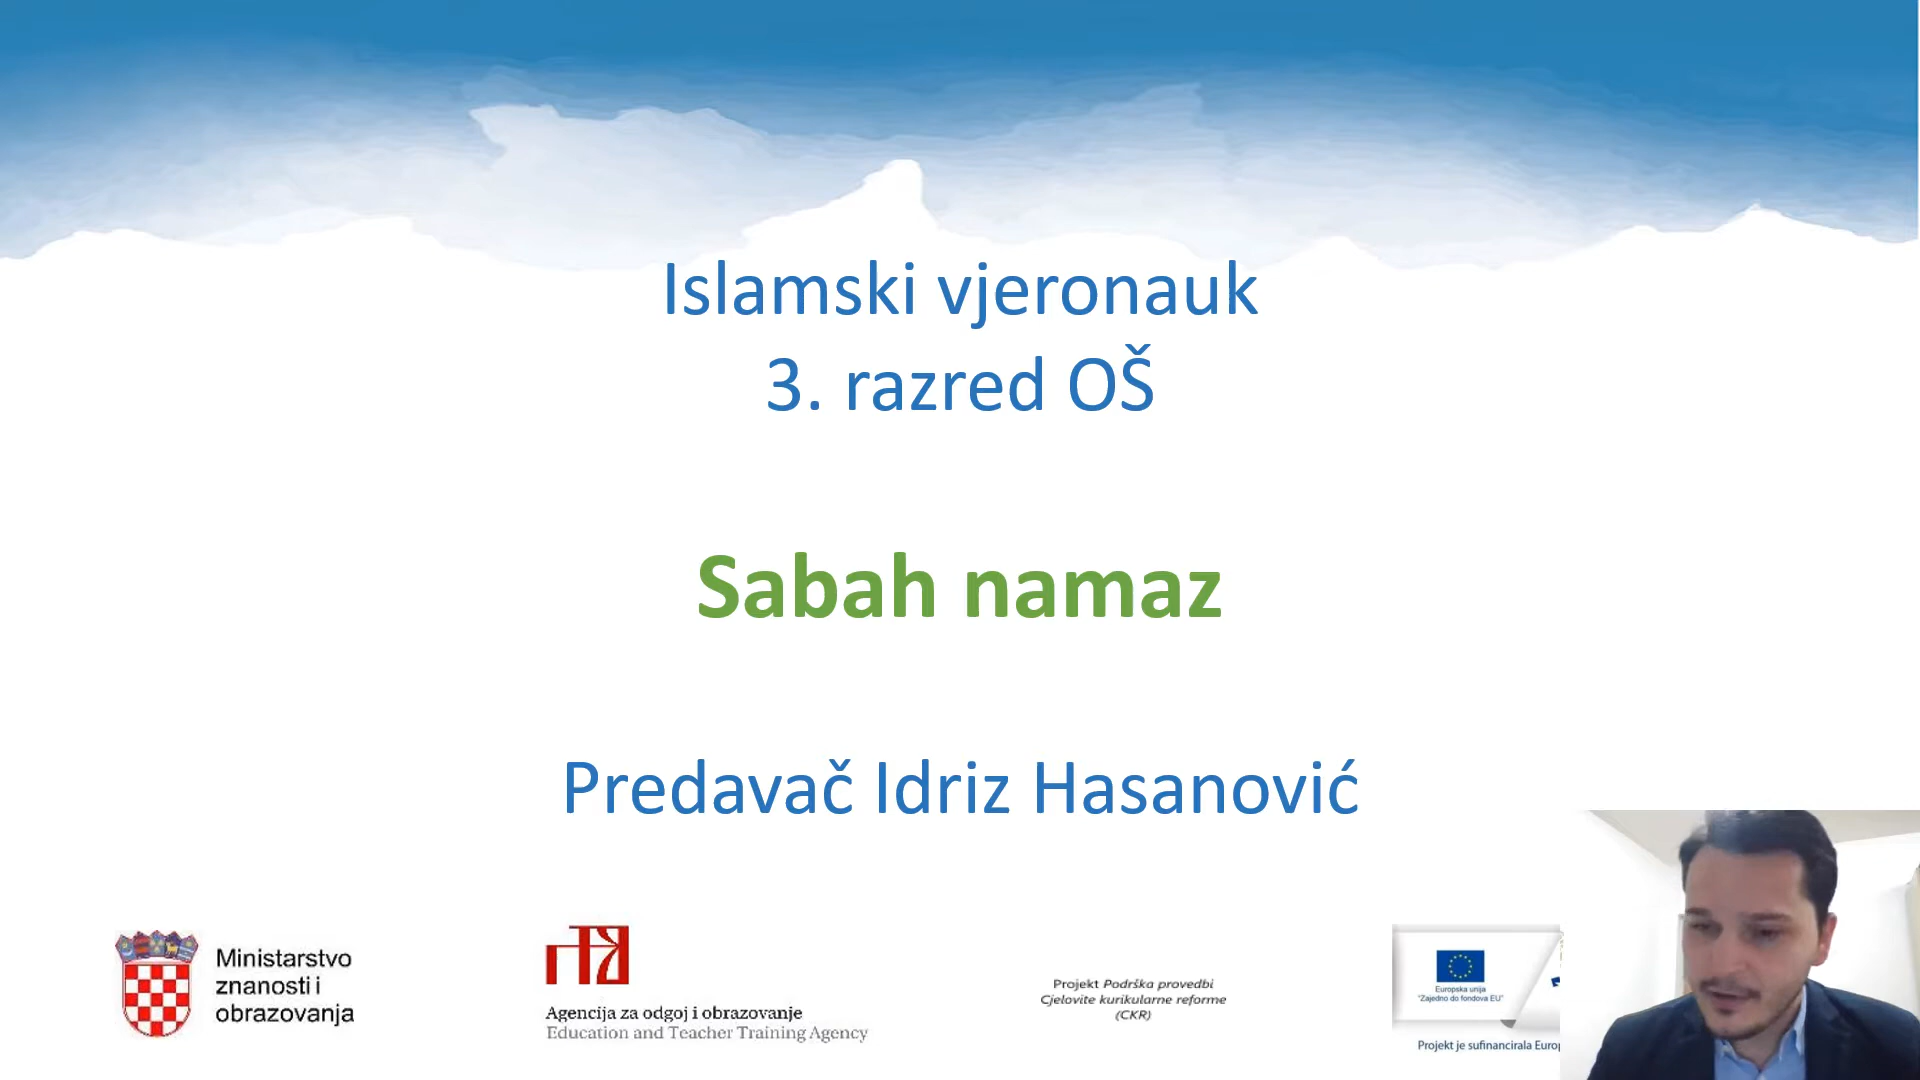 Islamski vjeronauk
3. razred OŠ
Sabah namaz
Predavač Idriz Hasanović
Ministarstvo
znanosti i
obrazovanja
Agencija za odgoj i obrazovanje
Education and Teacher Training Agency
Projekt Podrška provedbi
Cjelovite kurikularne reforme
(CKR)
Europska unija
"Zajedno do fondova EU"
Projekt je sufinancirala